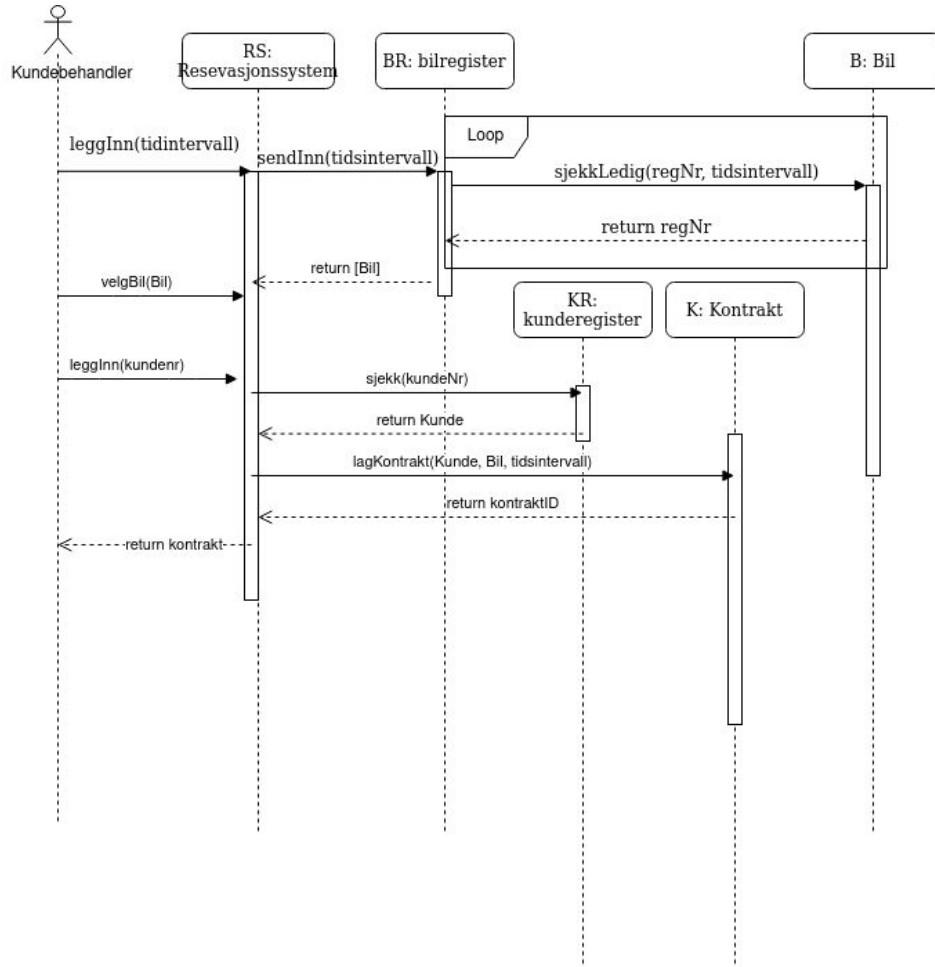 Kundebehandler
RS:
Resevasjonssystem
BR: bilregister
B: Bil
Loop
leggInn(tidintervall)
sendInn(tidsintervall)
sjekkLedig(regNr, tidsintervall)
return regNr
return [Bil]
velgBil(Bil)
KR:
kunderegister
K: Kontrakt
leggInn(kundenr)
sjekk(kundeNr)
return Kunde
lagKontrakt(Kunde, Bil, tidsintervall)
return kontraktID
return kontrakt